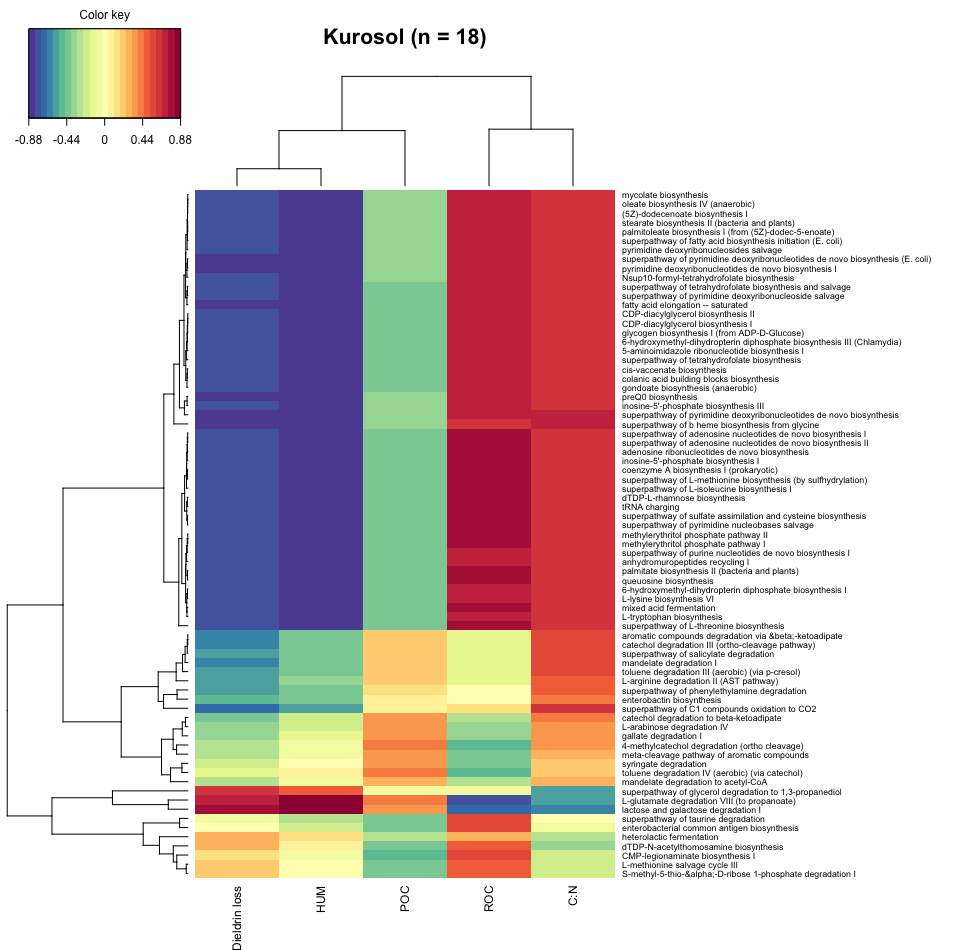 Color key
Kurosol (n = 18)
-0.88 -0.44 0 0.44 0.88
mycolate biosynthesis
oleate biosynthesis IV (anaerobic)
(5Z)-dodecenoate biosynthesis I
stearate biosynthesis II (bacteria and plants)
palmitoleate biosynthesis I (from (5Z)-dodec-5-enoate)
superpathway of fatty acid biosynthesis initiation (E. coli)
pyrimidine deoxyribonucleosides salvage
superpathway of pyrimidine deoxyribonucleotides de novo biosynthesis (E. coli)
pyrimidine deoxyribonucleotides de novo biosynthesis I
Nsup10-formyl-tetrahydrofolate biosynthesis
superpathway of tetrahydrofolate biosynthesis and salvage
superpathway of pyrimidine deoxyribonucleoside salvage
fatty acid elongation -- saturated
CDP-diacylglycerol biosynthesis II
CDP-diacylglycerol biosynthesis I
glycogen biosynthesis I (from ADP-D-Glucose)
6-hydroxymethyl-dihydropterin diphosphate biosynthesis III (Chlamydia)
5-aminoimidazole ribonucleotide biosynthesis I
superpathway of tetrahydrofolate biosynthesis
cis-vaccenate biosynthesis
colanic acid building blocks biosynthesis
gondoate biosynthesis (anaerobic)
preQ0 biosynthesis
inosine-5'-phosphate biosynthesis III
superpathway of pyrimidine deoxyribonucleotides de novo biosynthesis
superpathway of b heme biosynthesis from glycine
superpathway of adenosine nucleotides de novo biosynthesis I
superpathway of adenosine nucleotides de novo biosynthesis II
adenosine ribonucleotides de novo biosynthesis
inosine-5'-phosphate biosynthesis I
coenzyme A biosynthesis I (prokaryotic)
superpathway of L-methionine biosynthesis (by sulfhydrylation)
superpathway of L-isoleucine biosynthesis I
dTDP-L-rhamnose biosynthesis
tRNA charging
superpathway of sulfate assimilation and cysteine biosynthesis
superpathway of pyrimidine nucleobases salvage
methylerythritol phosphate pathway II
methylerythritol phosphate pathway I
superpathway of purine nucleotides de novo biosynthesis I
anhydromuropeptides recycling I
palmitate biosynthesis II (bacteria and plants)
queuosine biosynthesis
6-hydroxymethyl-dihydropterin diphosphate biosynthesis I
L-lysine biosynthesis VI
mixed acid fermentation
L-tryptophan biosynthesis
superpathway of L-threonine biosynthesis
aromatic compounds degradation via &beta;-ketoadipate
catechol degradation III (ortho-cleavage pathway)
superpathway of salicylate degradation
mandelate degradation I
toluene degradation III (aerobic) (via p-cresol)
L-arginine degradation II (AST pathway)
superpathway of phenylethylamine degradation
enterobactin biosynthesis
superpathway of C1 compounds oxidation to CO2
catechol degradation to beta-ketoadipate
L-arabinose degradation IV
gallate degradation I
4-methylcatechol degradation (ortho cleavage)
meta-cleavage pathway of aromatic compounds
syringate degradation
toluene degradation IV (aerobic) (via catechol)
mandelate degradation to acetyl-CoA
superpathway of glycerol degradation to 1,3-propanediol
L-glutamate degradation VIII (to propanoate)
lactose and galactose degradation I
superpathway of taurine degradation
enterobacterial common antigen biosynthesis
heterolactic fermentation
dTDP-N-acetylthomosamine biosynthesis
CMP-legionaminate biosynthesis I
L-methionine salvage cycle III
S-methyl-5-thio-&alpha;-D-ribose 1-phosphate degradation I
Dieldrin loss
HUM
POC
ROC
C:N